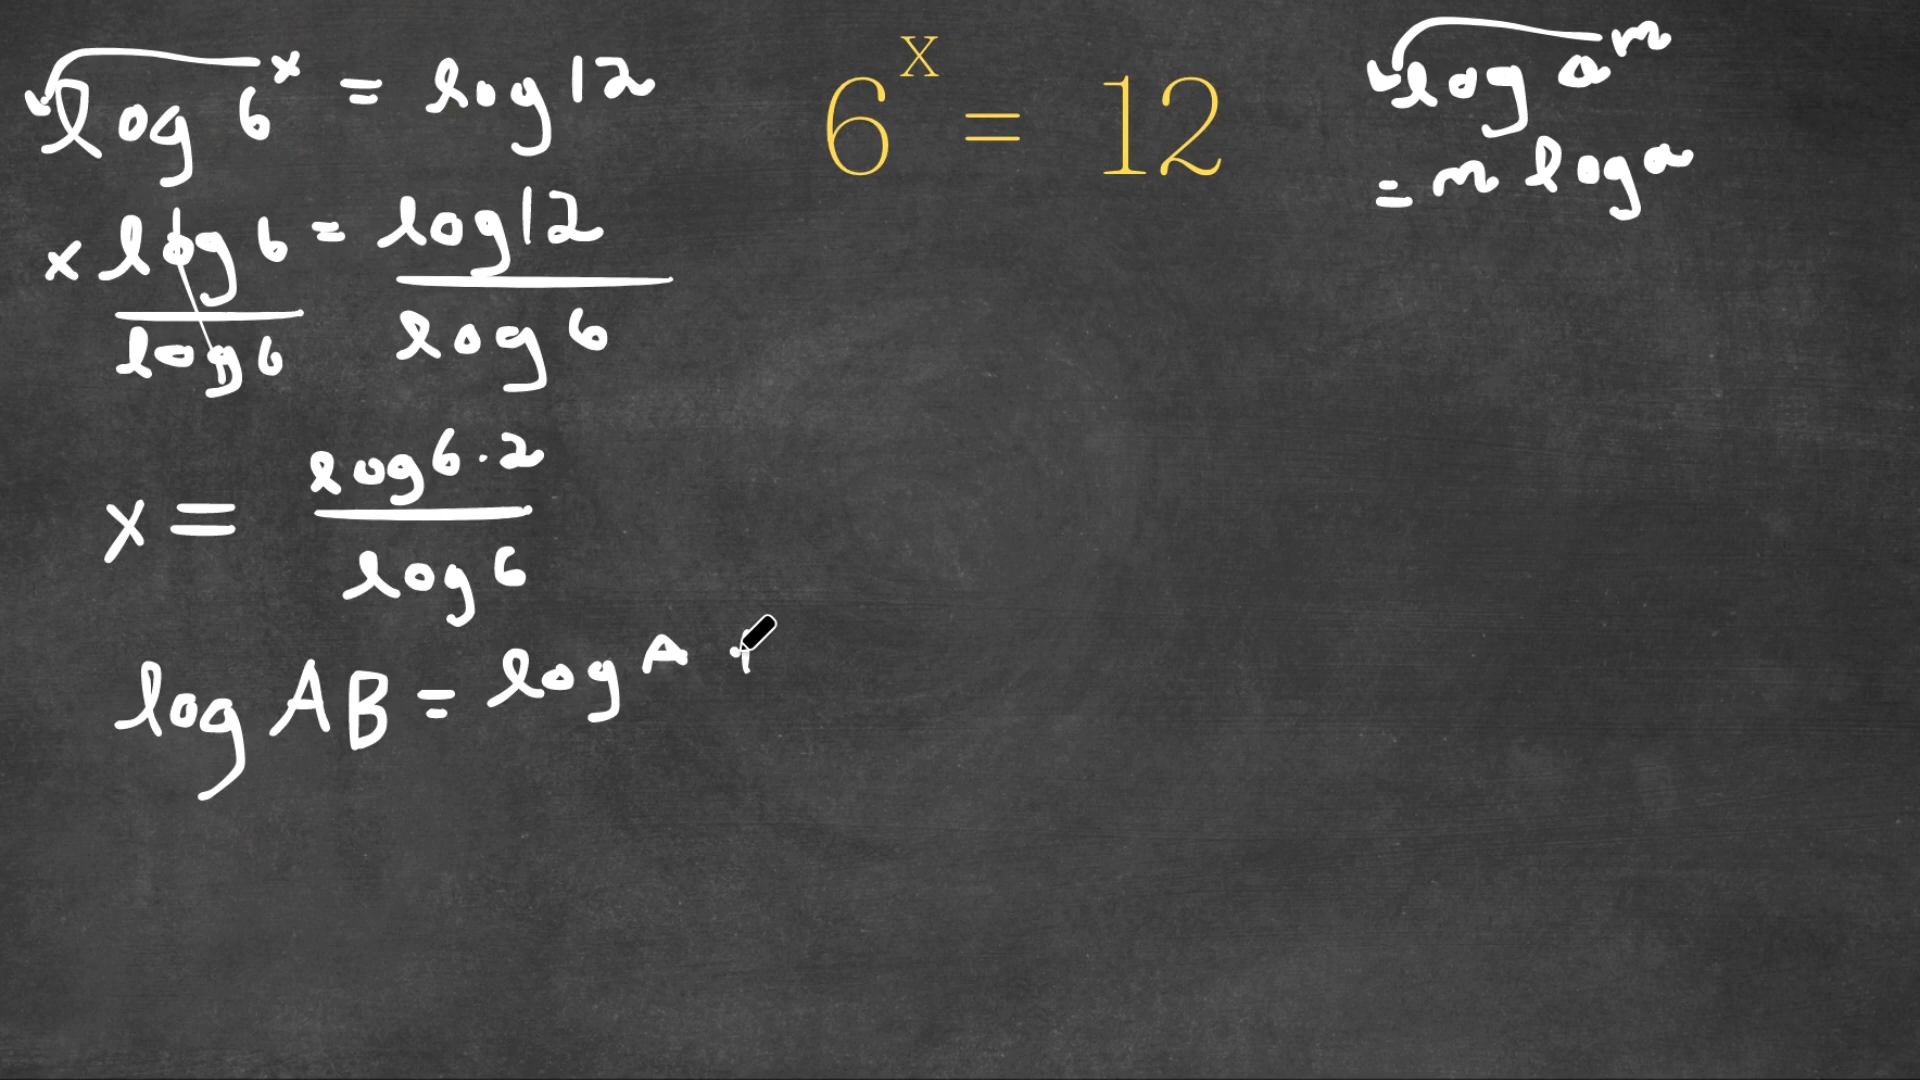 6^x = 12
log 6^x = log 12
x log 6 / log 6 = log 12 / log 6
x = log 6 · 2 / log 6
log AB = log A +
log a^m
= m log a